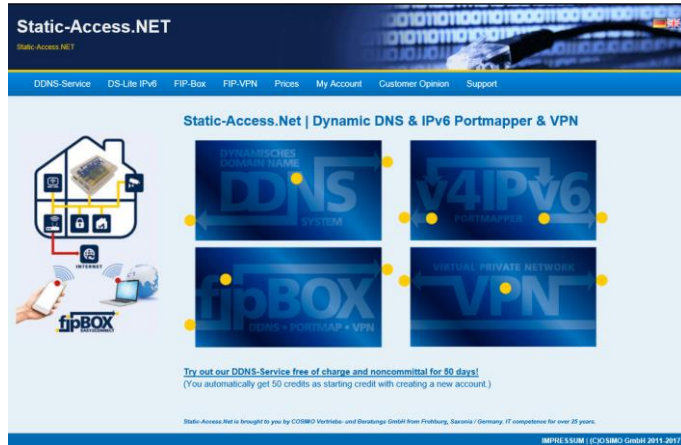 Static-Access.NET
Static-Access.NET
DDNS-Service DS-Lite IPv6 FIP-Box FIP-VPN Prices My Account Customer Opinion Support
Static-Access.Net | Dynamic DNS & IPv6 Portmapper & VPN
DYNAMISCHES
DOMAIN NAME
DDNS
SYSTEM
v4IPv6
PORTMAPPER
INTERNET
fipBOX
EASY2CONNECT
fipBOX
DDNS • PORTMAP • VPN
VIRTUAL PRIVATE NETWORK
VPN
Try out our DDNS-Service free of charge and noncommittal for 50 days!
(You automatically get 50 credits as starting credit with creating a new account.)
Static-Access.Net is brought to you by COSIMO Vertriebs- und Beratungs GmbH from Frohburg, Saxonia / Germany. IT competence for over 25 years.
IMPRESSUM | (C)OSIMO GmbH 2011-2017